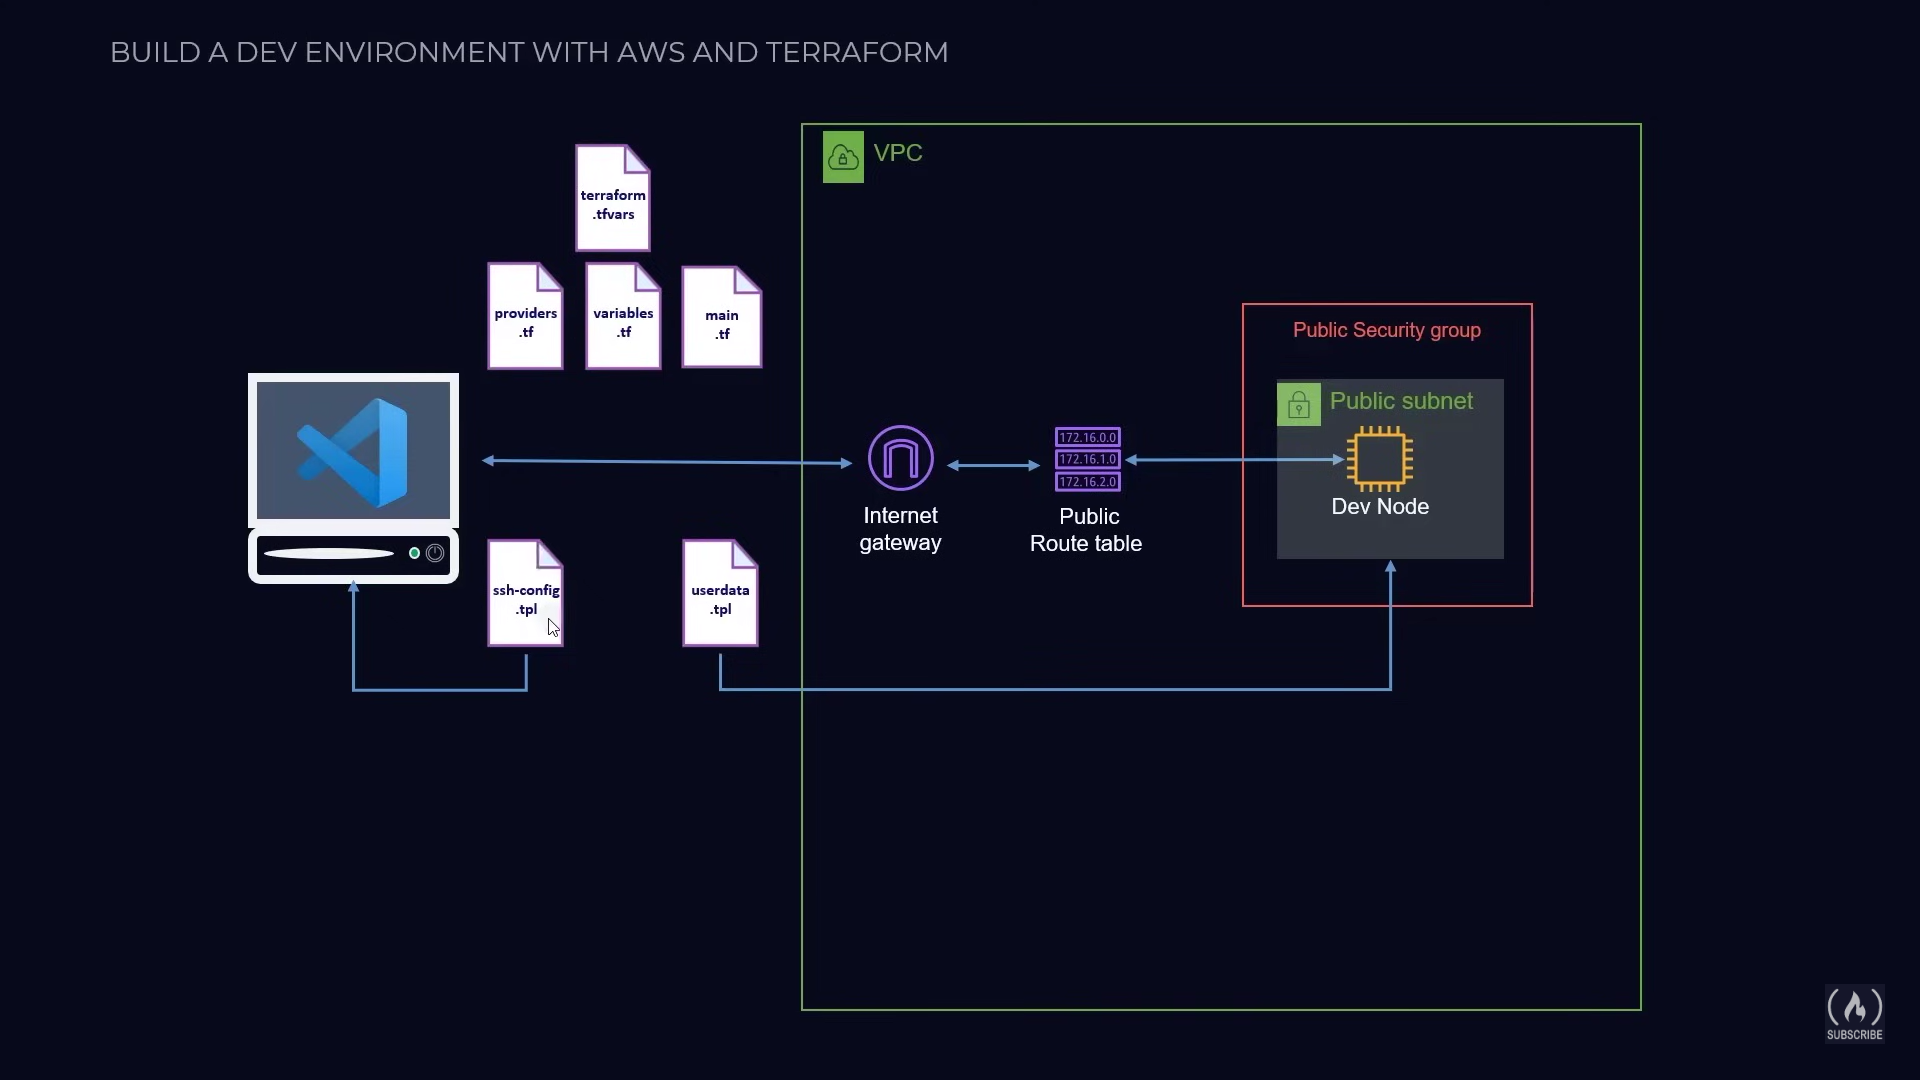 BUILD A DEV ENVIRONMENT WITH AWS AND TERRAFORM
VPC
terraform
.tfvars
providers
.tf
variables
.tf
main
.tf
Public Security group
Public subnet
Dev Node
172.16.0.0
172.16.1.0
172.16.2.0
Internet
gateway
Public
Route table
ssh-config
.tpl
userdata
.tpl
SUBSCRIBE